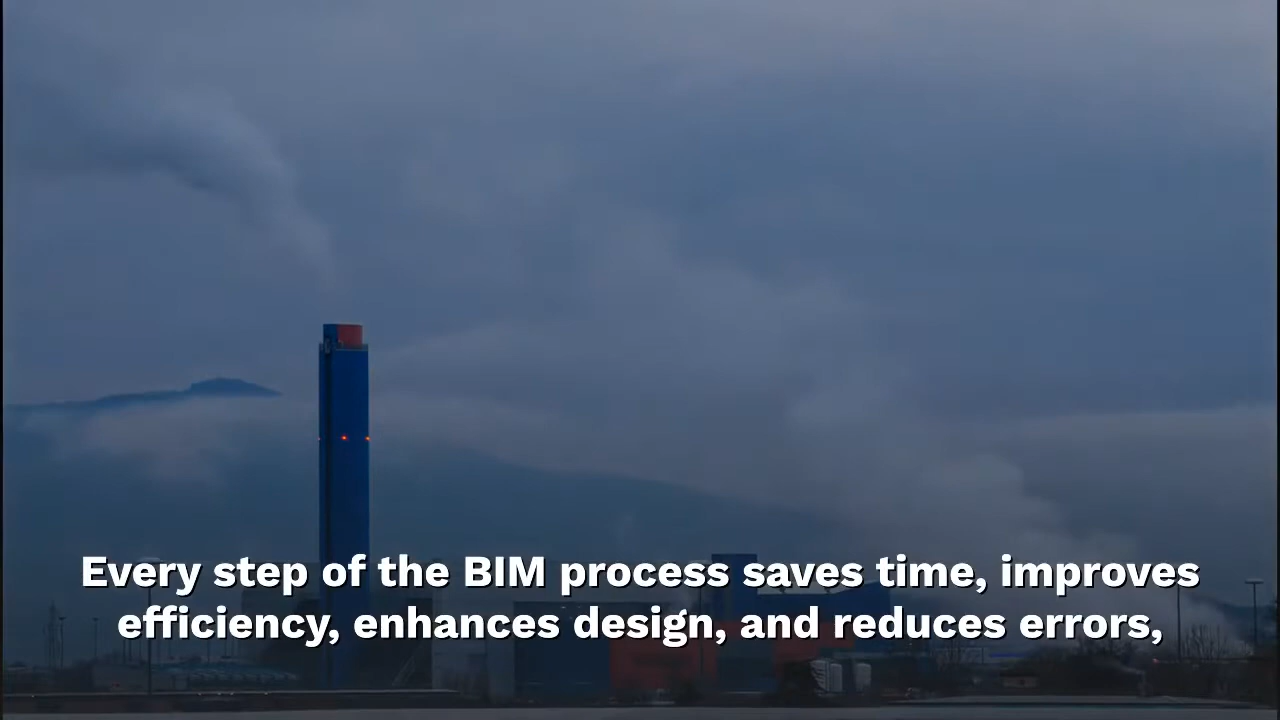 Every step of the BIM process saves time, improves
efficiency, enhances design, and reduces errors,